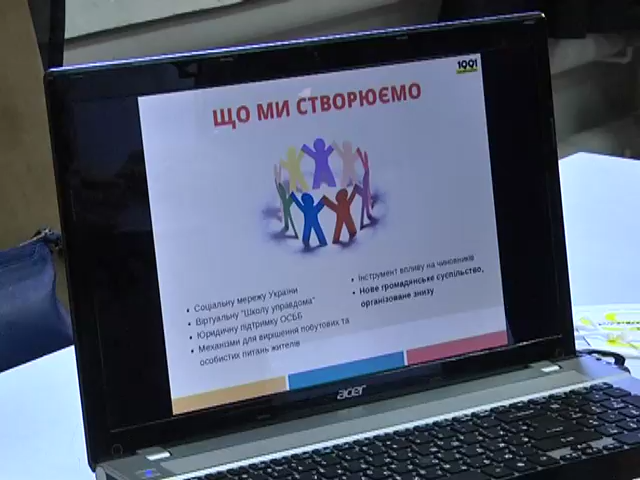 1991
ЩО МИ СТВОРЮЄМО
Соціальну мережу України
Віртуальну "Школу управдома"
Юридичну підтримку ОСББ
Механізми для вирішення побутових та
особистих питань жителів
Інструмент впливу на чиновників
Нове громадянське суспільство,
організоване знизу
acer